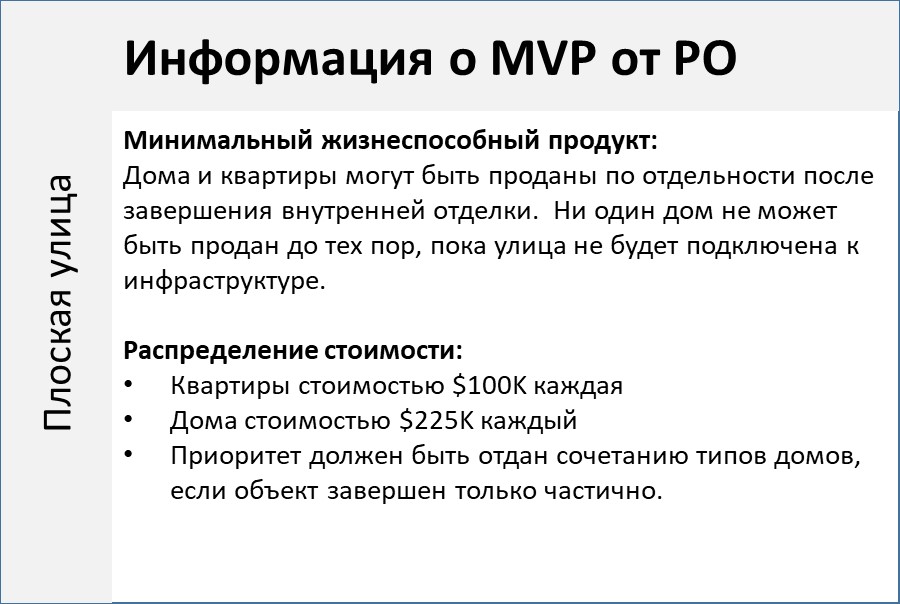 Информация о MVP от PO
Плоская улица
Минимальный жизнеспособный продукт:
Дома и квартиры могут быть проданы по отдельности после
завершения внутренней отделки.  Ни один дом не может
быть продан до тех пор, пока улица не будет подключена к
инфраструктуре.
Распределение стоимости:
• Квартиры стоимостью $100K каждая
• Дома стоимостью $225K каждый
• Приоритет должен быть отдан сочетанию типов домов,
если объект завершен только частично.